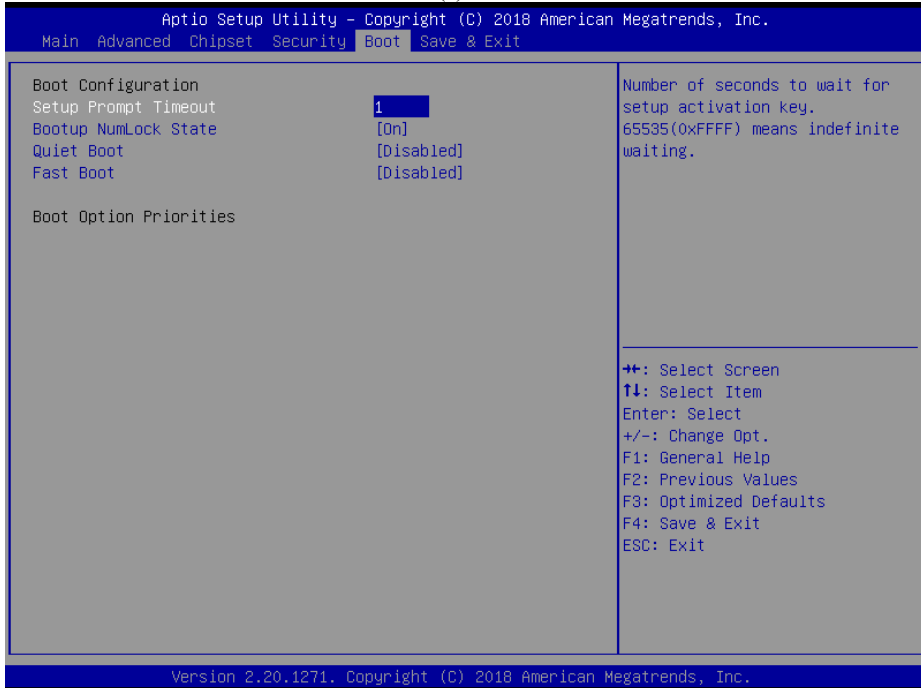 Aptio Setup Utility – Copyright (C) 2018 American Megatrends, Inc.
Main Advanced Chipset Security Boot Save & Exit
Boot Configuration
Setup Prompt Timeout 1
Bootup NumLock State [On]
Quiet Boot [Disabled]
Fast Boot [Disabled]
Boot Option Priorities
Number of seconds to wait for
setup activation key.
65535(0xFFFF) means indefinite
waiting.
→←: Select Screen
↑↓: Select Item
Enter: Select
+/-: Change Opt.
F1: General Help
F2: Previous Values
F3: Optimized Defaults
F4: Save & Exit
ESC: Exit
Version 2.20.1271. Copyright (C) 2018 American Megatrends, Inc.